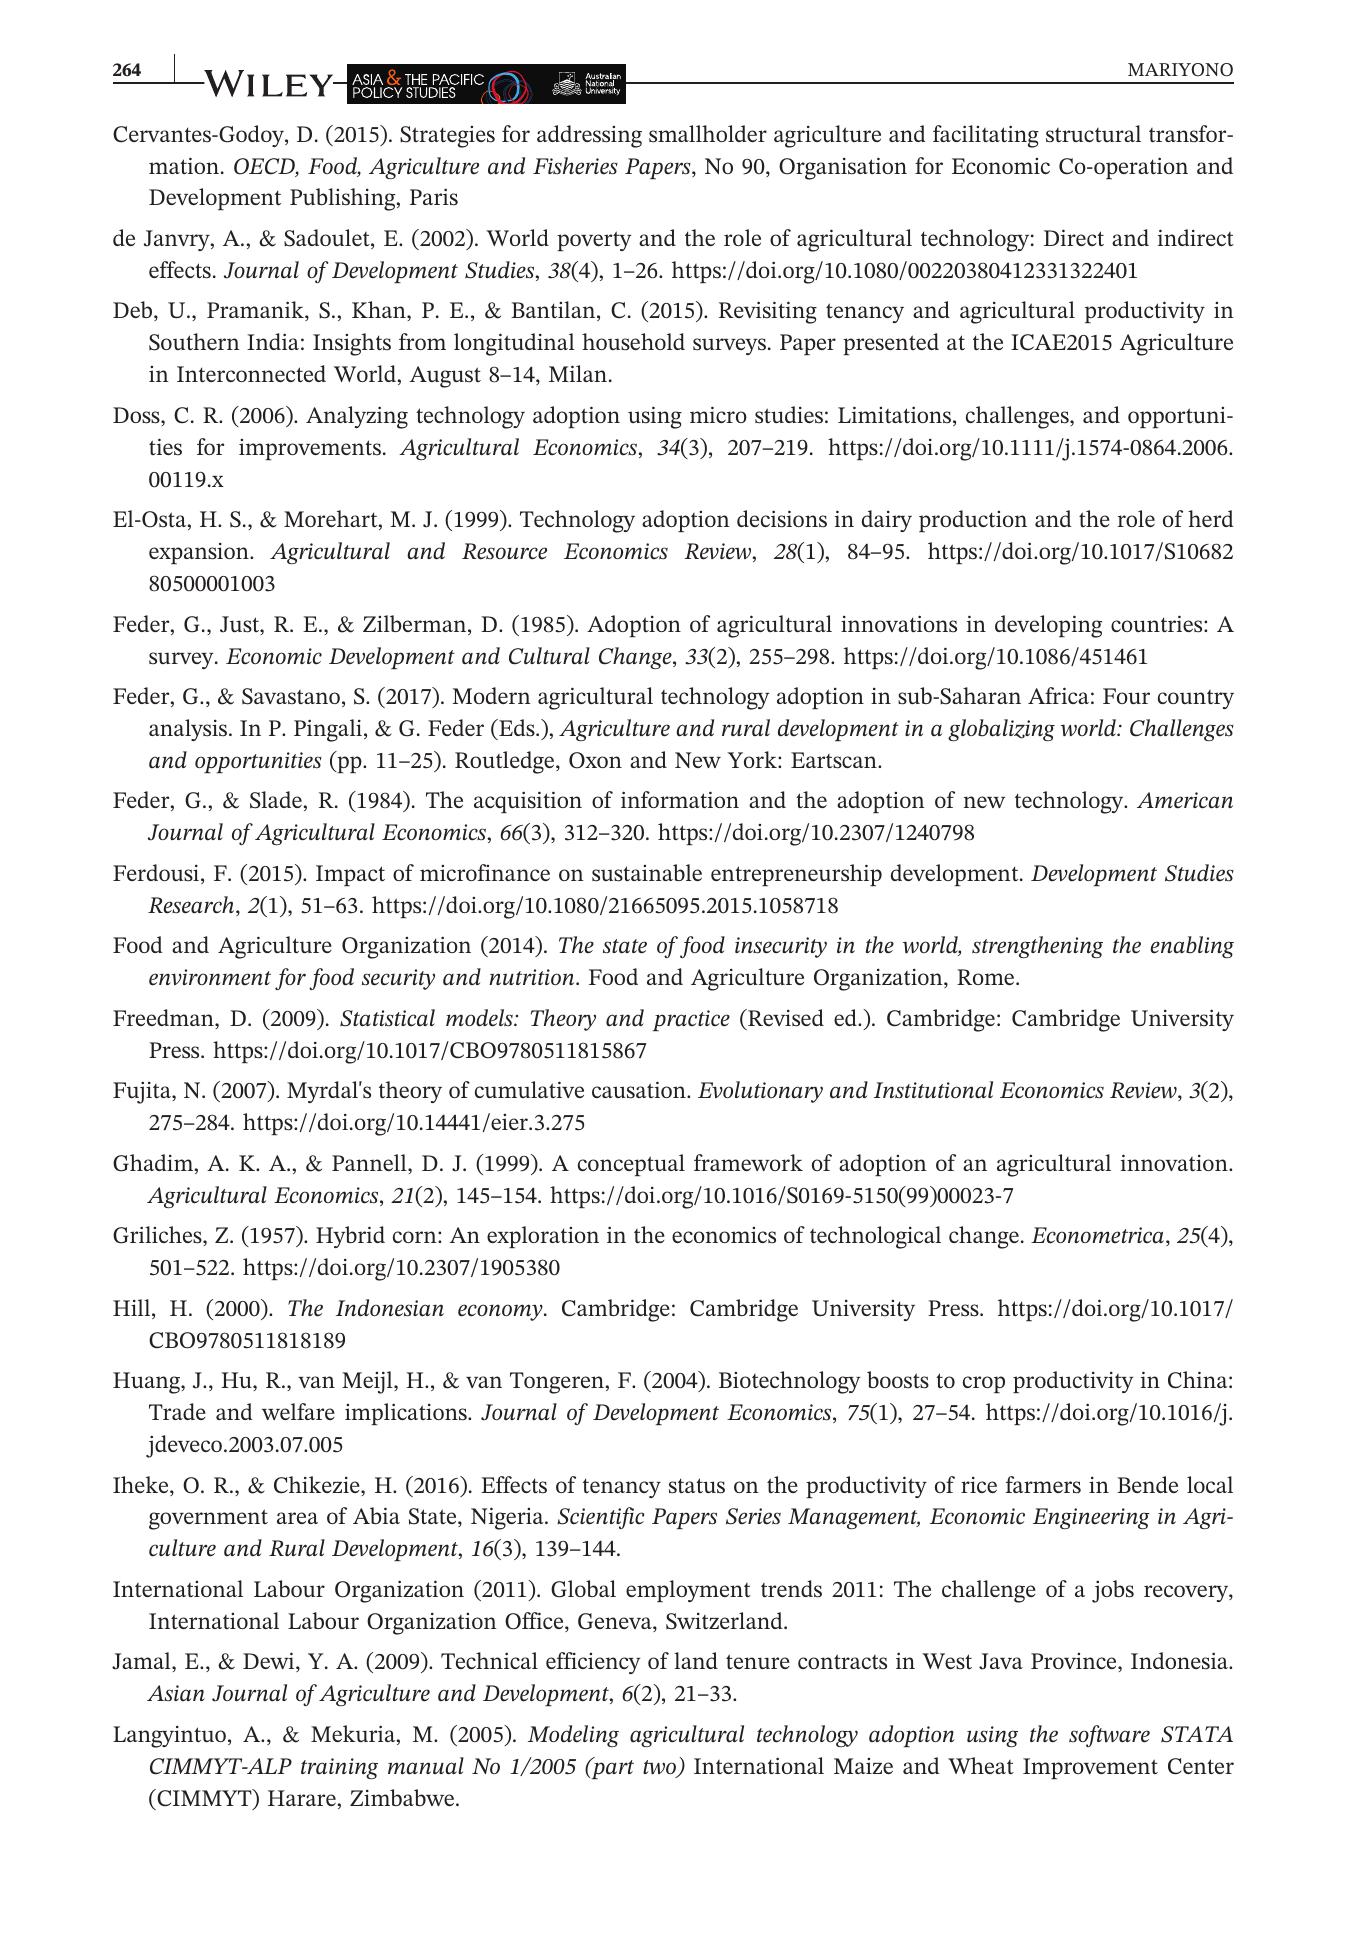 264
WILEY
ASIA & THE PACIFIC
POLICY STUDIES
Australian
National
University
MARIYONO
Cervantes-Godoy, D. (2015). Strategies for addressing smallholder agriculture and facilitating structural transfor-
mation. OECD, Food, Agriculture and Fisheries Papers, No 90, Organisation for Economic Co-operation and
Development Publishing, Paris
de Janvry, A., & Sadoulet, E. (2002). World poverty and the role of agricultural technology: Direct and indirect
effects. Journal of Development Studies, 38(4), 1–26. https://doi.org/10.1080/00220380412331322401
Deb, U., Pramanik, S., Khan, P. E., & Bantilan, C. (2015). Revisiting tenancy and agricultural productivity in
Southern India: Insights from longitudinal household surveys. Paper presented at the ICAE2015 Agriculture
in Interconnected World, August 8–14, Milan.
Doss, C. R. (2006). Analyzing technology adoption using micro studies: Limitations, challenges, and opportuni-
ties for improvements. Agricultural Economics, 34(3), 207–219. https://doi.org/10.1111/j.1574-0864.2006.
00119.x
El-Osta, H. S., & Morehart, M. J. (1999). Technology adoption decisions in dairy production and the role of herd
expansion. Agricultural and Resource Economics Review, 28(1), 84–95. https://doi.org/10.1017/S10682
80500001003
Feder, G., Just, R. E., & Zilberman, D. (1985). Adoption of agricultural innovations in developing countries: A
survey. Economic Development and Cultural Change, 33(2), 255–298. https://doi.org/10.1086/451461
Feder, G., & Savastano, S. (2017). Modern agricultural technology adoption in sub-Saharan Africa: Four country
analysis. In P. Pingali, & G. Feder (Eds.), Agriculture and rural development in a globalizing world: Challenges
and opportunities (pp. 11–25). Routledge, Oxon and New York: Eartscan.
Feder, G., & Slade, R. (1984). The acquisition of information and the adoption of new technology. American
Journal of Agricultural Economics, 66(3), 312–320. https://doi.org/10.2307/1240798
Ferdousi, F. (2015). Impact of microfinance on sustainable entrepreneurship development. Development Studies
Research, 2(1), 51–63. https://doi.org/10.1080/21665095.2015.1058718
Food and Agriculture Organization (2014). The state of food insecurity in the world, strengthening the enabling
environment for food security and nutrition. Food and Agriculture Organization, Rome.
Freedman, D. (2009). Statistical models: Theory and practice (Revised ed.). Cambridge: Cambridge University
Press. https://doi.org/10.1017/CBO9780511815867
Fujita, N. (2007). Myrdal's theory of cumulative causation. Evolutionary and Institutional Economics Review, 3(2),
275–284. https://doi.org/10.14441/eier.3.275
Ghadim, A. K. A., & Pannell, D. J. (1999). A conceptual framework of adoption of an agricultural innovation.
Agricultural Economics, 21(2), 145–154. https://doi.org/10.1016/S0169-5150(99)00023-7
Griliches, Z. (1957). Hybrid corn: An exploration in the economics of technological change. Econometrica, 25(4),
501–522. https://doi.org/10.2307/1905380
Hill, H. (2000). The Indonesian economy. Cambridge: Cambridge University Press. https://doi.org/10.1017/
CBO9780511818189
Huang, J., Hu, R., van Meijl, H., & van Tongeren, F. (2004). Biotechnology boosts to crop productivity in China:
Trade and welfare implications. Journal of Development Economics, 75(1), 27–54. https://doi.org/10.1016/j.
jdeveco.2003.07.005
Iheke, O. R., & Chikezie, H. (2016). Effects of tenancy status on the productivity of rice farmers in Bende local
government area of Abia State, Nigeria. Scientific Papers Series Management, Economic Engineering in Agri-
culture and Rural Development, 16(3), 139–144.
International Labour Organization (2011). Global employment trends 2011: The challenge of a jobs recovery,
International Labour Organization Office, Geneva, Switzerland.
Jamal, E., & Dewi, Y. A. (2009). Technical efficiency of land tenure contracts in West Java Province, Indonesia.
Asian Journal of Agriculture and Development, 6(2), 21–33.
Langyintuo, A., & Mekuria, M. (2005). Modeling agricultural technology adoption using the software STATA
CIMMYT-ALP training manual No 1/2005 (part two) International Maize and Wheat Improvement Center
(CIMMYT) Harare, Zimbabwe.